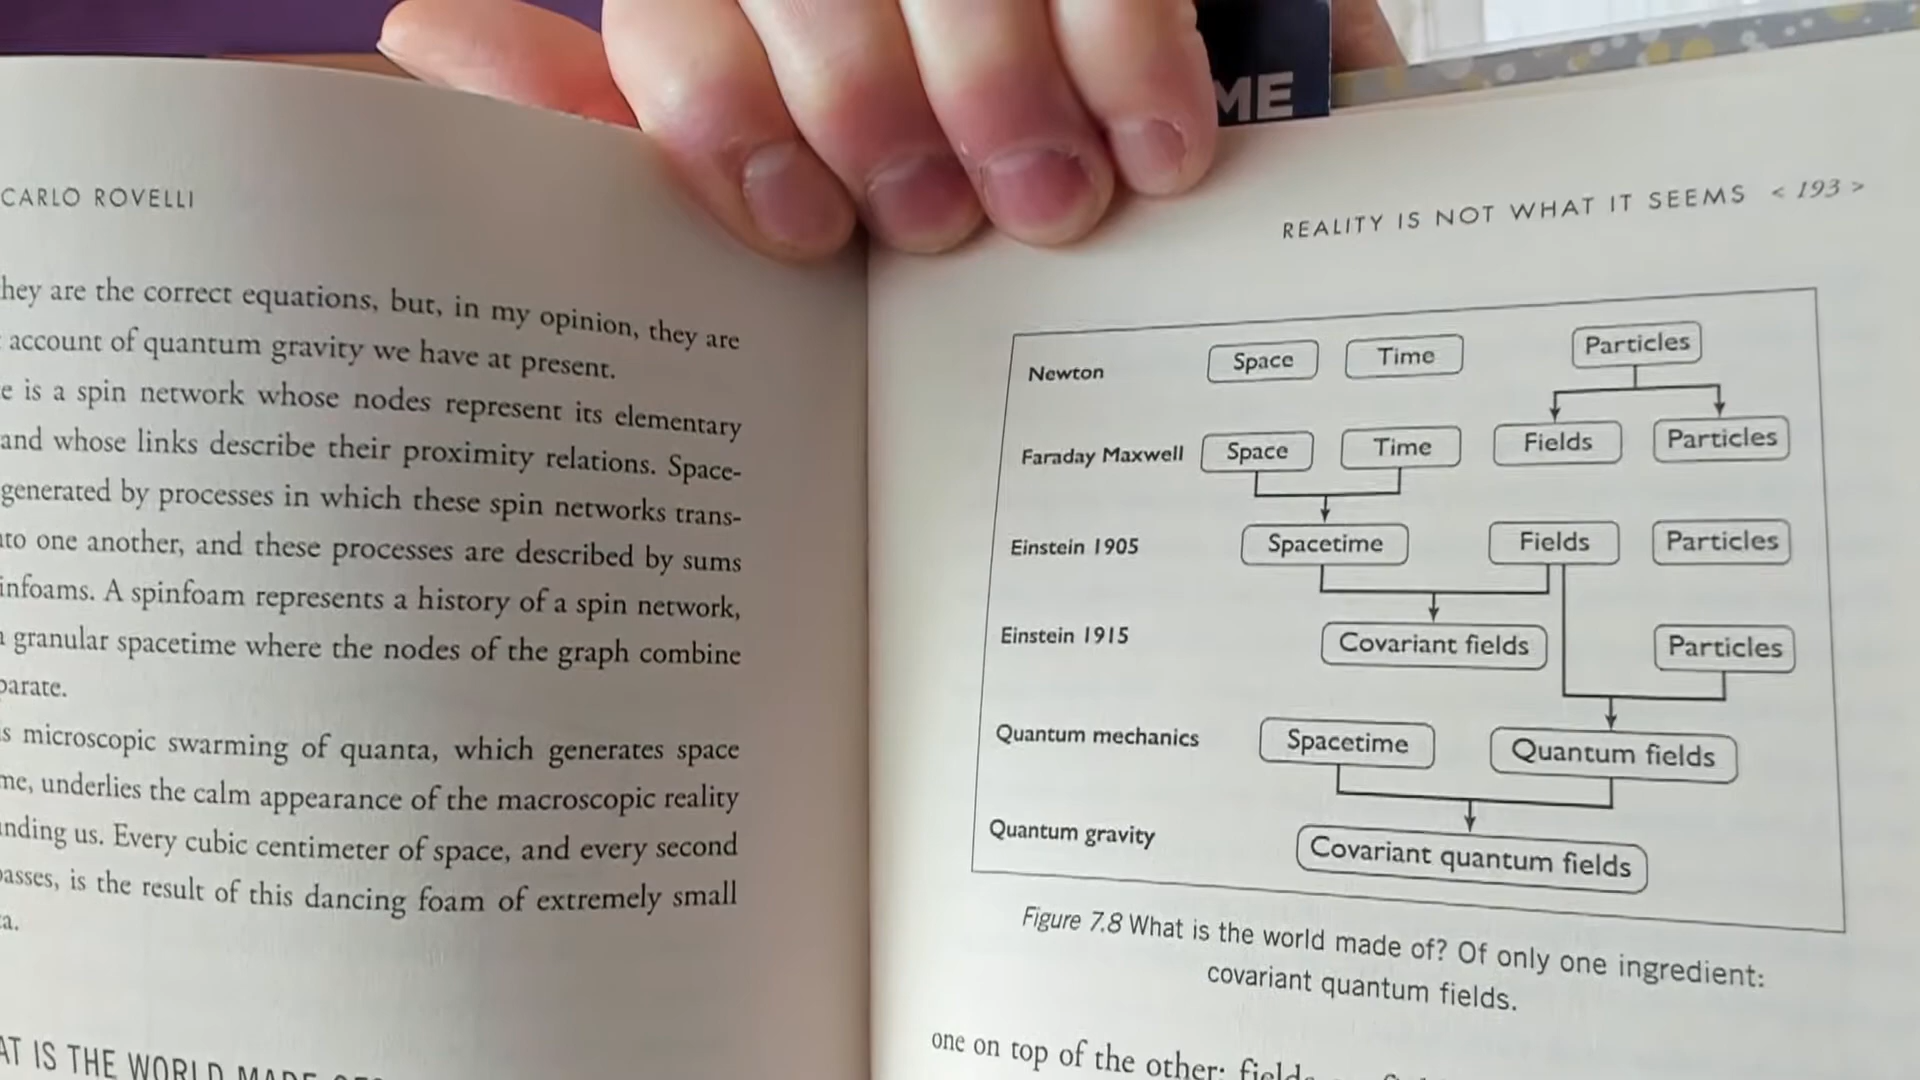 ME
CARLO ROVELLI
they are the correct equations, but, in my opinion, they are
account of quantum gravity we have at present.
is a spin network whose nodes represent its elementary
and whose links describe their proximity relations. Space-
generated by processes in which these spin networks trans-
one another, and these processes are described by sums
A spinfoam represents a history of a spin network,
granular spacetime where the nodes of the graph combine
microscopic swarming of quanta, which generates space
underlies the calm appearance of the macroscopic reality
us. Every cubic centimeter of space, and every second
is the result of this dancing foam of extremely small
IS THE WORLD MADE
REALITY IS NOT WHAT IT SEEMS < 193 >
Newton Space Time Particles
Faraday Maxwell Space Time Fields Particles
Einstein 1905 Spacetime Fields Particles
Einstein 1915 Covariant fields Particles
Quantum mechanics Spacetime Quantum fields
Quantum gravity Covariant quantum fields
Figure 7.8 What is the world made of? Of only one ingredient:
covariant quantum fields.
one on top of the other: